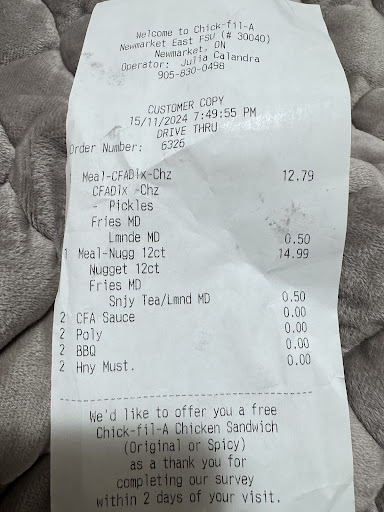 Welcome to Chick-fil-A
Newmarket East FSU (# 30040)
Newmarket, ON
Operator: Julia Calandra
905-830-0498
CUSTOMER COPY
15/11/2024 7:49:55 PM
DRIVE THRU
Order Number: 6326
1 Meal-CFADlx-Chz 12.79
CFADlx -Chz
- Pickles
Fries MD
Lmnde MD 0.50
1 Meal-Nugg 12ct 14.99
Nugget 12ct
Fries MD
Snjy Tea/Lmnd MD 0.50
2 CFA Sauce 0.00
2 Poly 0.00
2 BBQ 0.00
2 Hny Must. 0.00
We'd like to offer you a free
Chick-fil-A Chicken Sandwich
(Original or Spicy)
as a thank you for
completing our survey
within 2 days of your visit.